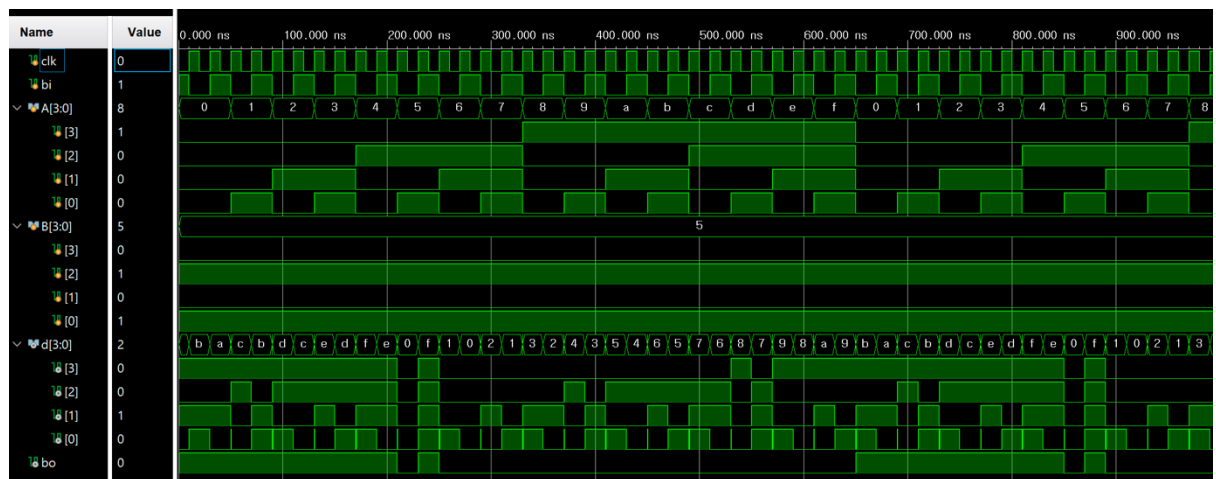 Name Value 0.000 ns 100.000 ns 200.000 ns 300.000 ns 400.000 ns 500.000 ns 600.000 ns 700.000 ns 800.000 ns 900.000 ns
clk 0
bi 1
A[3:0] 8 0 1 2 3 4 5 6 7 8 9 a b c d e f 0 1 2 3 4 5 6 7 8
[3] 1
[2] 0
[1] 0
[0] 0
B[3:0] 5 5
[3] 0
[2] 1
[1] 0
[0] 1
d[3:0] 2 b a c b d c e d f e 0 f 1 0 2 1 3 2 4 3 5 4 6 5 7 6 8 7 9 8 a 9 b a c b d c e d f e 0 f 1 0 2 1 3
[3] 0
[2] 0
[1] 1
[0] 0
bo 0